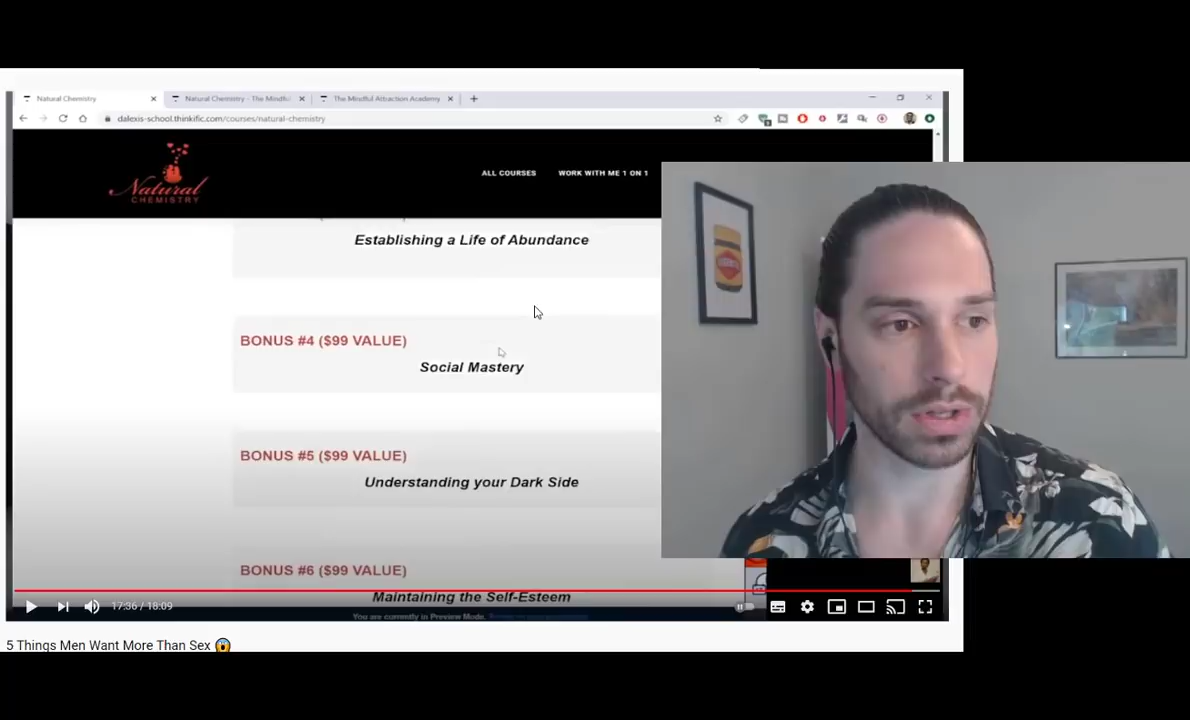 Natural Chemistry
Natural Chemistry - The Mindful
The Mindful Attraction Academy
dalexis-school.thinkific.com/courses/natural-chemistry
Natural
CHEMISTRY
ALL COURSES
WORK WITH ME 1 ON 1
Establishing a Life of Abundance
BONUS #4 ($99 VALUE)
Social Mastery
BONUS #5 ($99 VALUE)
Understanding your Dark Side
BONUS #6 ($99 VALUE)
Maintaining the Self-Esteem
You are currently in Preview Mode.
17:36 / 18:09
5 Things Men Want More Than Sex 😱